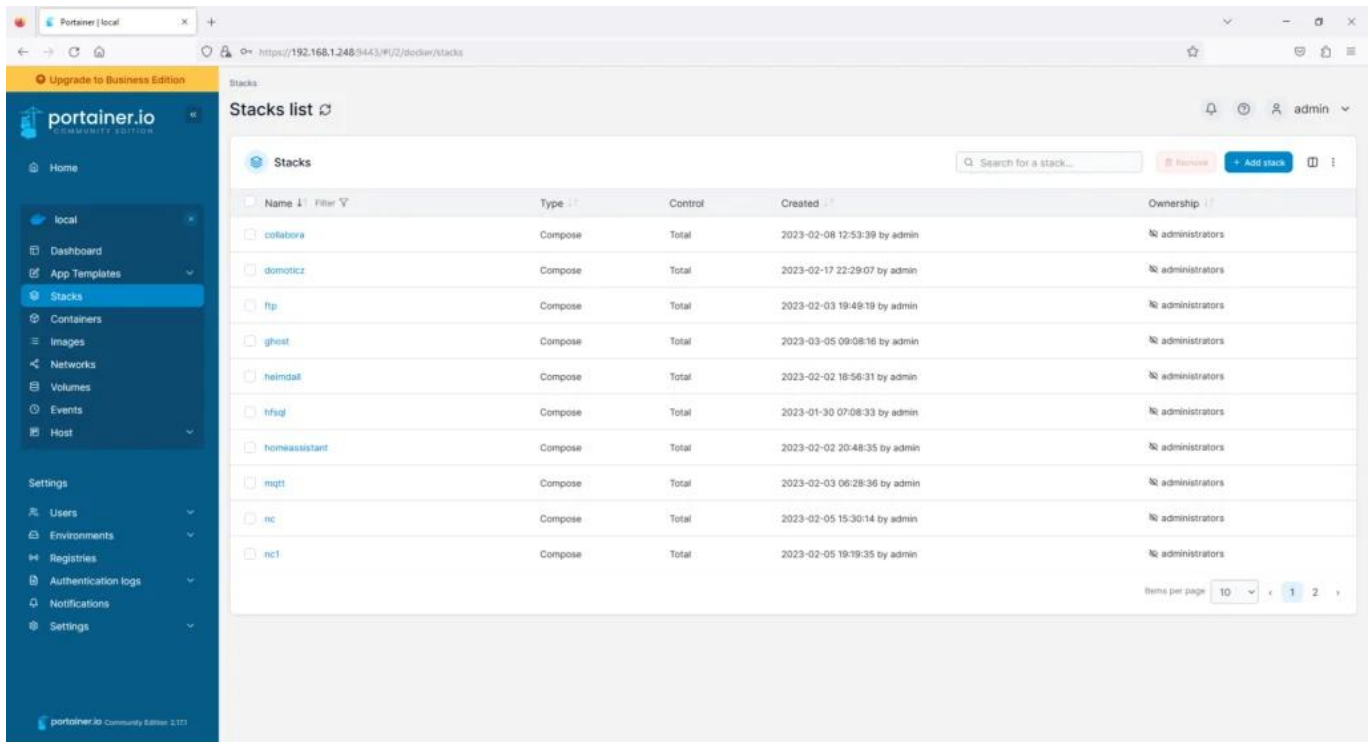 Portainer | local
https://192.168.1.248:9443/#!/2/docker/stacks
Upgrade to Business Edition
portainer.io
COMMUNITY EDITION
Home
local
Dashboard
App Templates
Stacks
Containers
Images
Networks
Volumes
Events
Host
Settings
Users
Environments
Registries
Authentication logs
Notifications
Settings
portainer.io Community Edition 2.17.1
Stacks
Stacks list
admin
Stacks
Search for a stack...
Remove
+ Add stack
Name Filter Type Control Created Ownership
collabora Compose Total 2023-02-08 12:53:39 by admin administrators
domoticz Compose Total 2023-02-17 22:29:07 by admin administrators
ftp Compose Total 2023-02-03 19:49:19 by admin administrators
ghost Compose Total 2023-03-05 09:08:16 by admin administrators
heimdall Compose Total 2023-02-02 18:56:31 by admin administrators
hfsql Compose Total 2023-01-30 07:08:33 by admin administrators
homeassistant Compose Total 2023-02-02 20:48:35 by admin administrators
mqtt Compose Total 2023-02-03 06:28:36 by admin administrators
nc Compose Total 2023-02-05 15:30:14 by admin administrators
nc1 Compose Total 2023-02-05 19:19:35 by admin administrators
Items per page 10 1 2